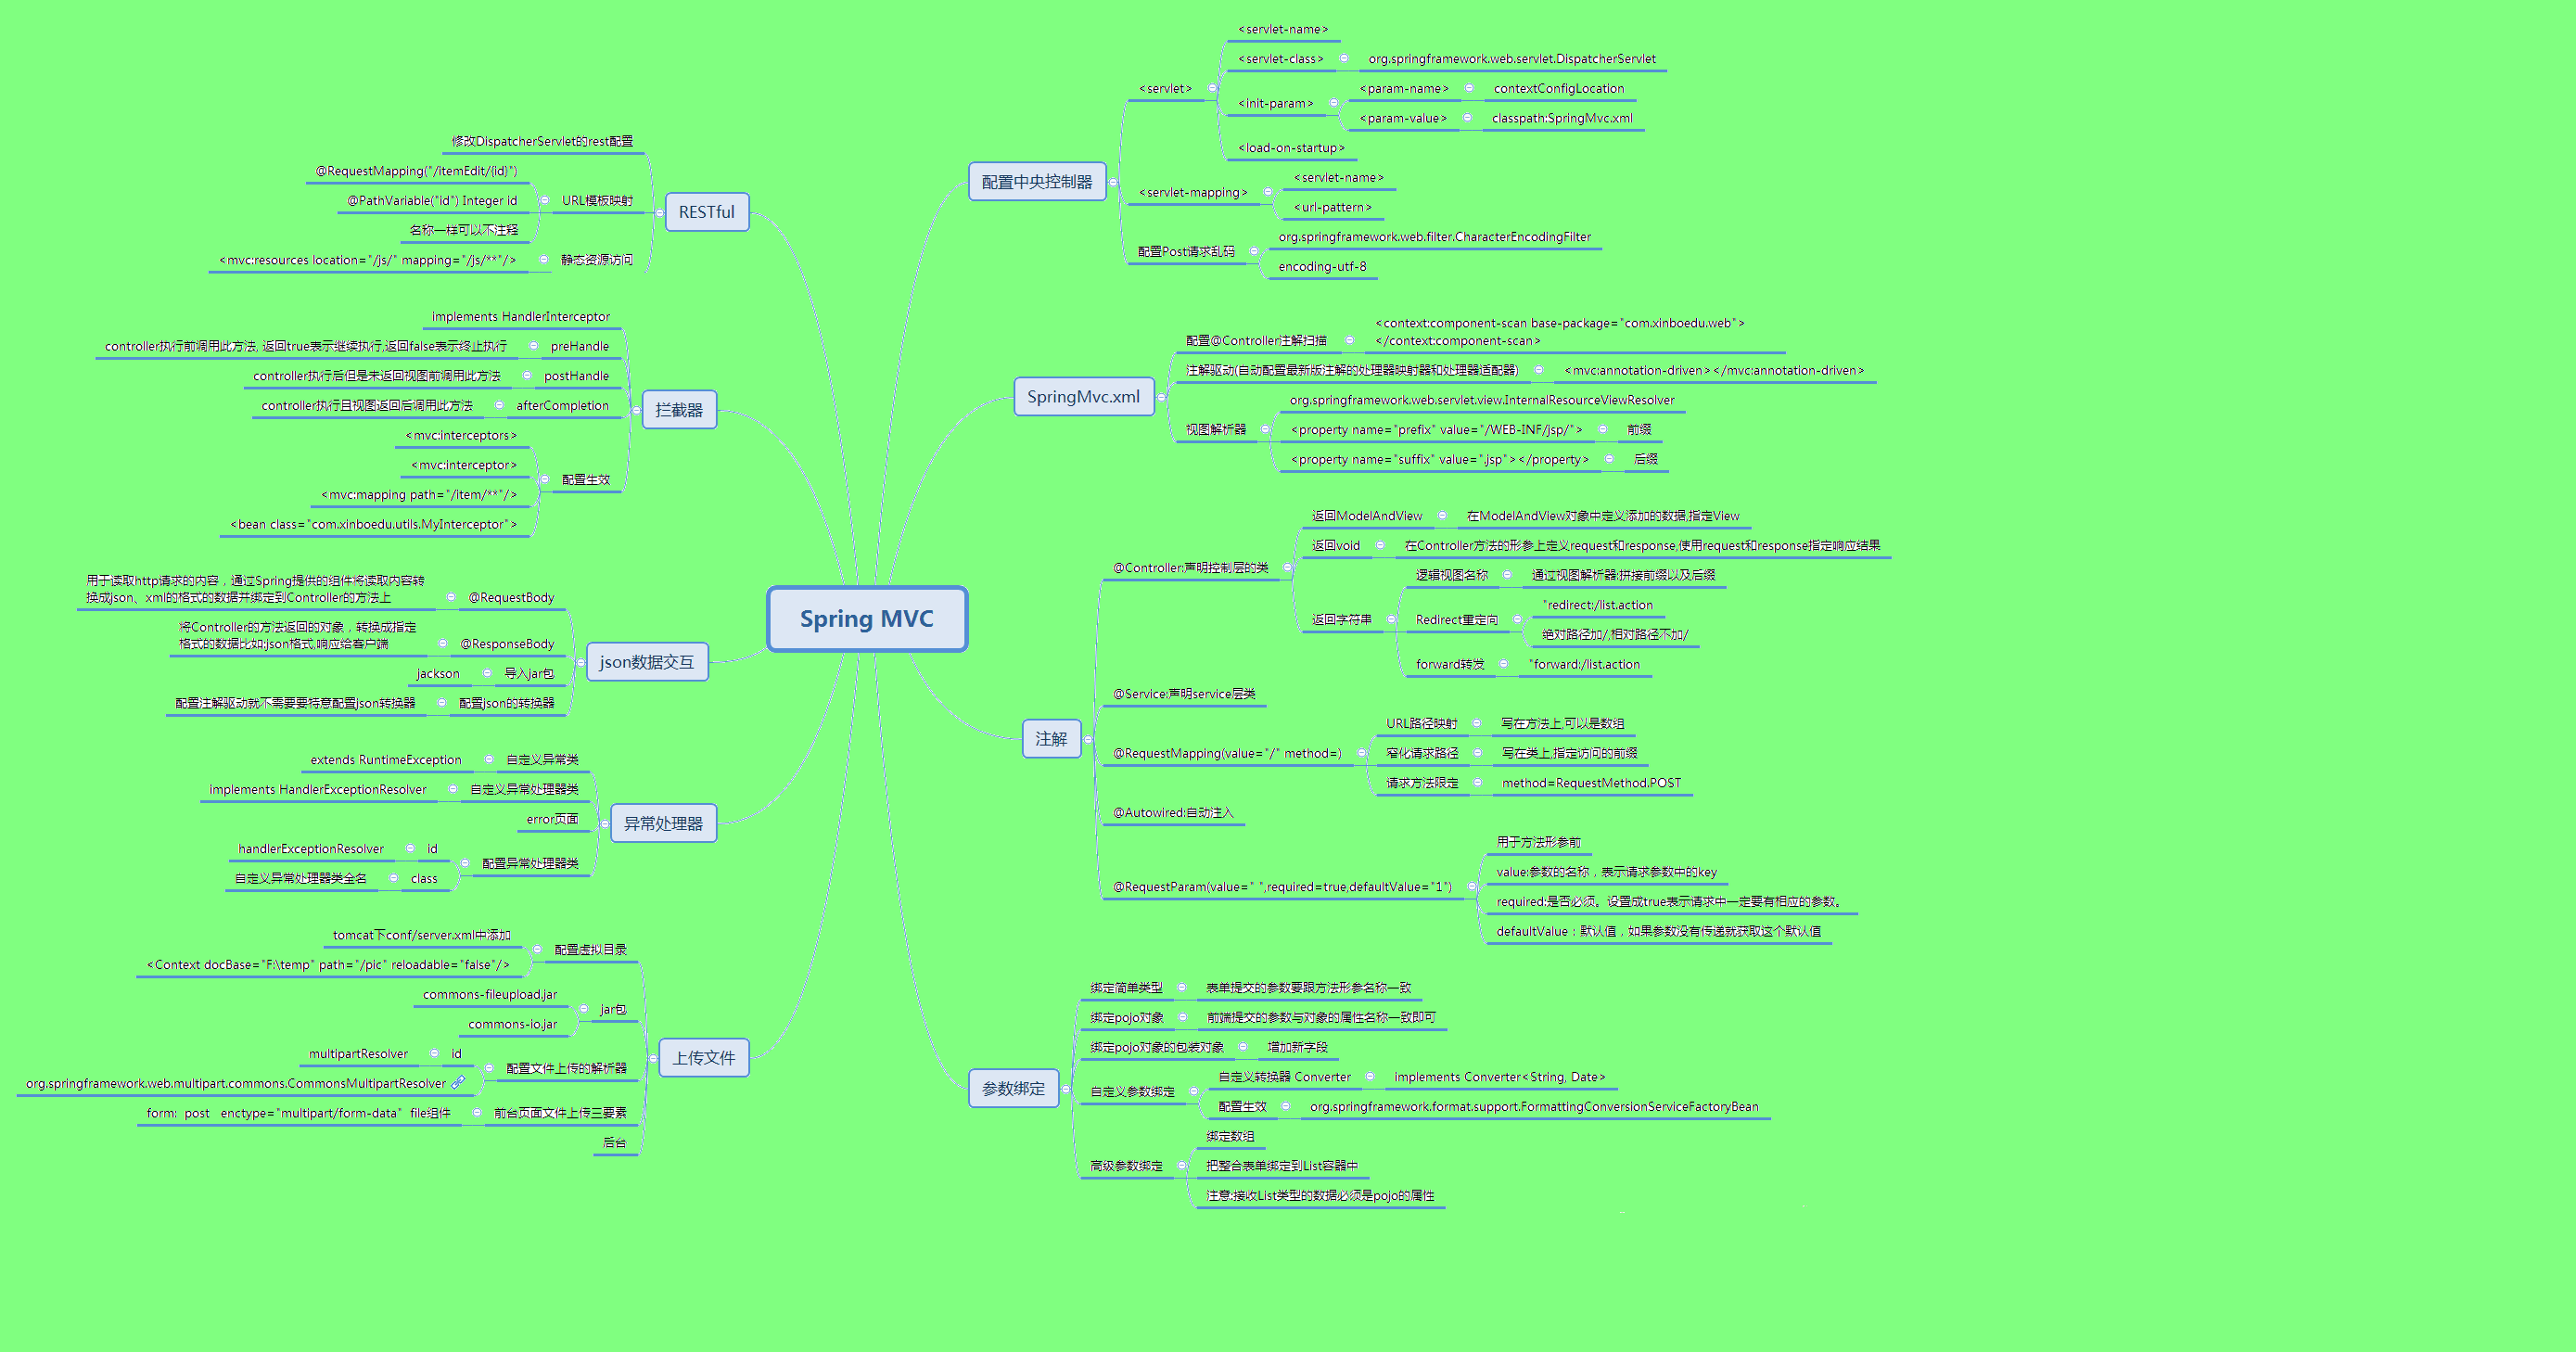 Spring MVC
配置中央控制器
<servlet>
<servlet-name>
<servlet-class>
org.springframework.web.servlet.DispatcherServlet
<init-param>
<param-name>
contextConfigLocation
<param-value>
classpath:SpringMvc.xml
<load-on-startup>
<servlet-mapping>
<servlet-name>
<url-pattern>
配置Post请求乱码
org.springframework.web.filter.CharacterEncodingFilter
encoding-utf-8
SpringMvc.xml
配置@Controller注解扫描
<context:component-scan base-package="com.xinboedu.web">
</context:component-scan>
注解驱动(自动配置最新版注解的处理器映射器和处理器适配器)
<mvc:annotation-driven></mvc:annotation-driven>
视图解析器
org.springframework.web.servlet.view.InternalResourceViewResolver
<property name="prefix" value="/WEB-INF/jsp/">
前缀
<property name="suffix" value=".jsp"></property>
后缀
注解
@Controller:声明控制层的类
返回ModelAndView
在ModelAndView对象中定义添加的数据,指定View
返回void
在Controller方法的形参上定义request和response,使用request和response指定响应结果
返回字符串
逻辑视图名称
通过视图解析器:拼接前缀以及后缀
Redirect重定向
"redirect:/list.action
绝对路径加/,相对路径不加/
forward转发
"forward:/list.action
@Service:声明service层类
@RequestMapping(value="/" method=)
URL路径映射
写在方法上,可以是数组
窄化请求路径
写在类上,指定访问的前缀
请求方法限定
method=RequestMethod.POST
@Autowired:自动注入
@RequestParam(value=" ",required=true,defaultValue="1")
用于方法形参前
value:参数的名称，表示请求参数中的key
required:是否必须。设置成true表示请求中一定要有相应的参数。
defaultValue：默认值，如果参数没有传递就获取这个默认值
参数绑定
绑定简单类型
表单提交的参数要跟方法形参名称一致
绑定pojo对象
前端提交的参数与对象的属性名称一致即可
绑定pojo对象的包装对象
增加新字段
自定义参数绑定
自定义转换器 Converter
implements Converter<String, Date>
配置生效
org.springframework.format.support.FormattingConversionServiceFactoryBean
高级参数绑定
绑定数组
把整合表单绑定到List容器中
注意:接收List类型的数据必须是pojo的属性
RESTful
修改DispatcherServlet的rest配置
URL模板映射
@RequestMapping("/itemEdit/{id}")
@PathVariable("id") Integer id
名称一样可以不注释
静态资源访问
<mvc:resources location="/js/" mapping="/js/**"/>
拦截器
implements HandlerInterceptor
preHandle
controller执行前调用此方法, 返回true表示继续执行,返回false表示终止执行
postHandle
controller执行后但是未返回视图前调用此方法
afterCompletion
controller执行且视图返回后调用此方法
配置生效
<mvc:interceptors>
<mvc:interceptor>
<mvc:mapping path="/item/**"/>
<bean class="com.xinboedu.utils.MyInterceptor">
json数据交互
@RequestBody
用于读取http请求的内容，通过Spring提供的组件将读取内容转
换成json、xml的格式的数据并绑定到Controller的方法上
@ResponseBody
将Controller的方法返回的对象，转换成指定
格式的数据比如:json格式,响应给客户端
导入jar包
jackson
配置json的转换器
配置注解驱动就不需要要特意配置json转换器
异常处理器
自定义异常类
extends RuntimeException
自定义异常处理器类
implements HandlerExceptionResolver
error页面
配置异常处理器类
id
handlerExceptionResolver
class
自定义异常处理器类全名
上传文件
配置虚拟目录
tomcat下conf/server.xml中添加
<Context docBase="F:\temp" path="/pic" reloadable="false"/>
jar包
commons-fileupload.jar
commons-io.jar
配置文件上传的解析器
id
multipartResolver
org.springframework.web.multipart.commons.CommonsMultipartResolver
前台页面文件上传三要素
form: post enctype="multipart/form-data" file组件
后台